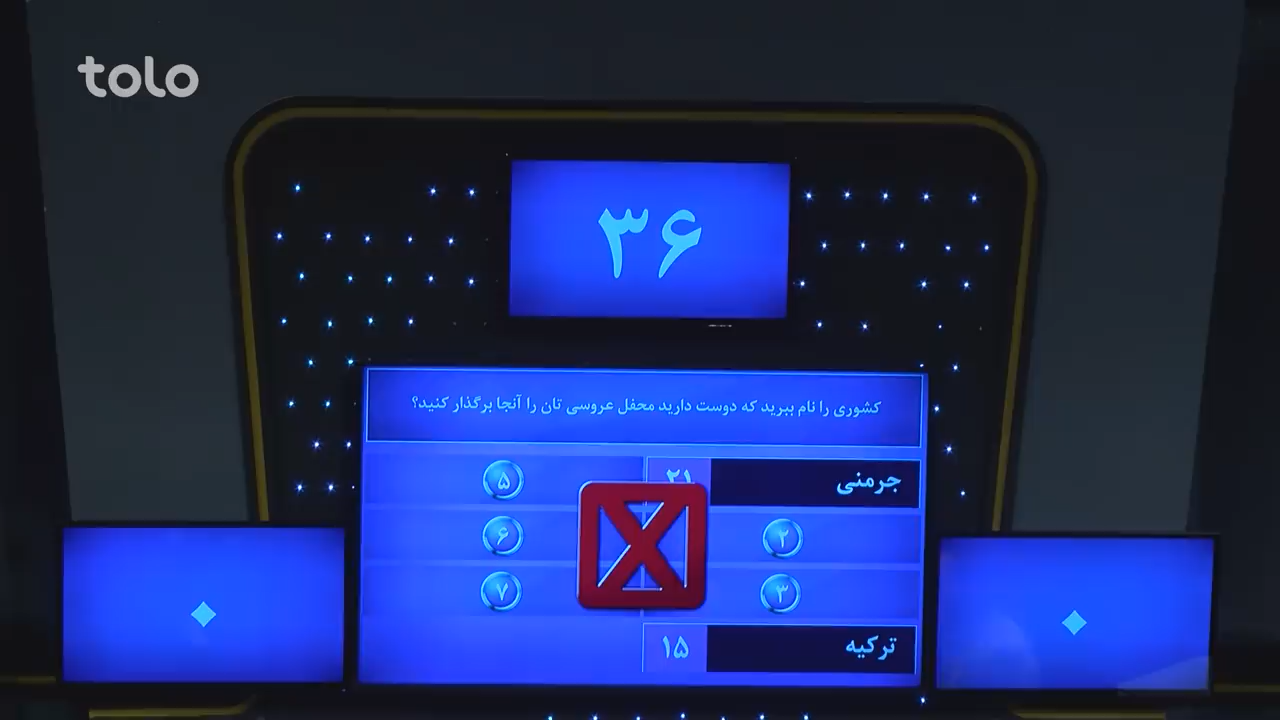 tolo
۳۶
کشوری را نام ببرید که دوست دارید محفل عروسی تان را آنجا برگذار کنید؟
جرمنی ۲۱
۵
۲
۶
۳
۷
ترکیه ۱۵
X